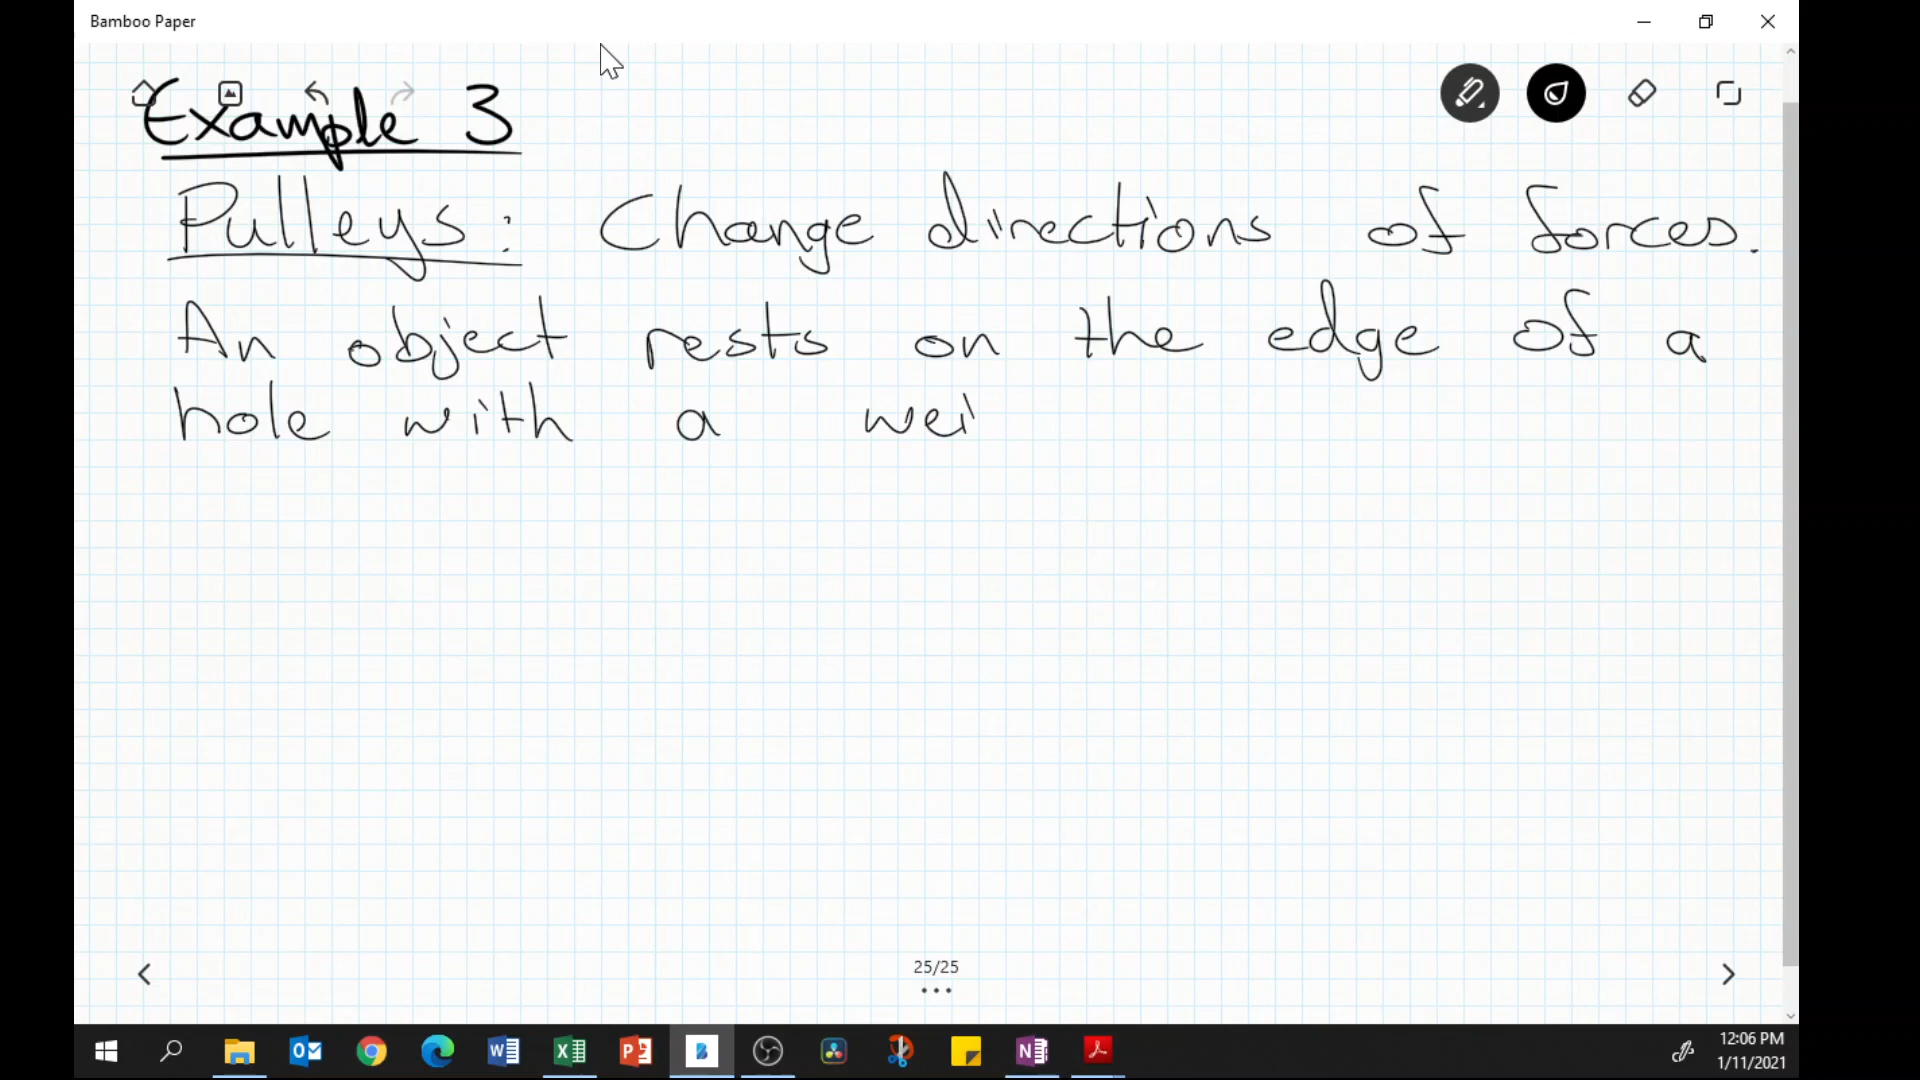 Bamboo Paper
Example 3
Pulleys: Change directions of forces.
An object rests on the edge of a
hole with a wei
25/25
12:06 PM
1/11/2021